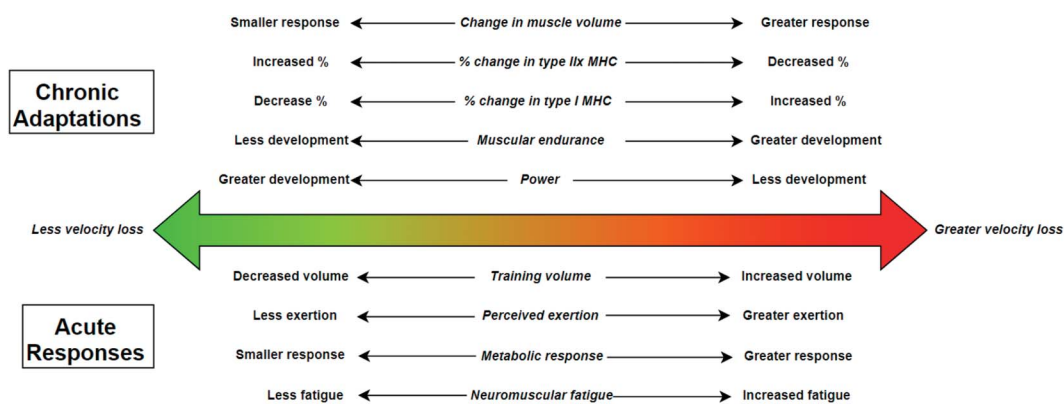 Smaller response Change in muscle volume Greater response
Increased % % change in type IIx MHC Decreased %
Chronic
Adaptations
Decrease % % change in type I MHC Increased %
Less development Muscular endurance Greater development
Greater development Power Less development
Less velocity loss Greater velocity loss
Decreased volume Training volume Increased volume
Less exertion Perceived exertion Greater exertion
Acute
Responses
Smaller response Metabolic response Greater response
Less fatigue Neuromuscular fatigue Increased fatigue